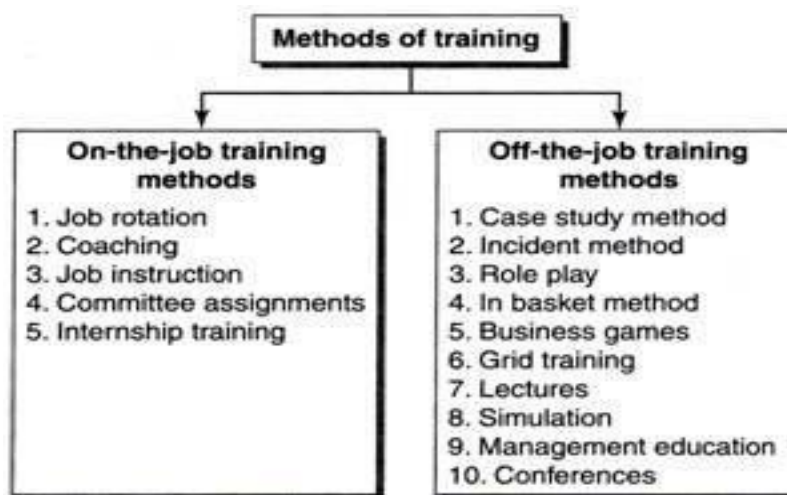 Methods of training
On-the-job training
methods
1. Job rotation
2. Coaching
3. Job instruction
4. Committee assignments
5. Internship training
Off-the-job training
methods
1. Case study method
2. Incident method
3. Role play
4. In basket method
5. Business games
6. Grid training
7. Lectures
8. Simulation
9. Management education
10. Conferences